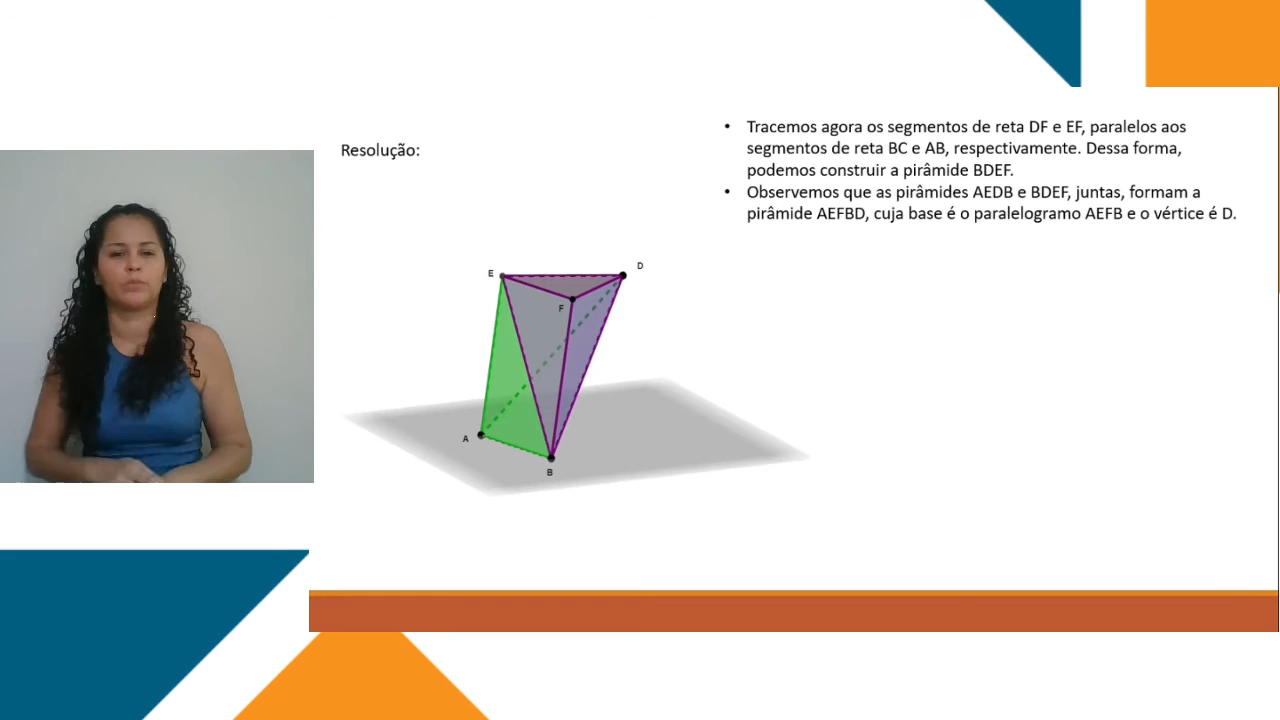 Resolução:
• Tracemos agora os segmentos de reta DF e EF, paralelos aos
segmentos de reta BC e AB, respectivamente. Dessa forma,
podemos construir a pirâmide BDEF.
• Observemos que as pirâmides AEDB e BDEF, juntas, formam a
pirâmide AEFBD, cuja base é o paralelogramo AEFB e o vértice é D.
E
D
F
A
B